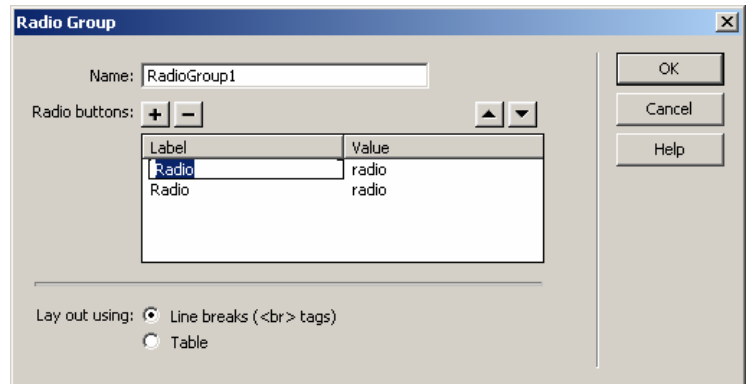 Radio Group
Name: RadioGroup1
OK
Radio buttons: + −
Cancel
Label Value
Help
Radio radio
Radio radio
Lay out using: Line breaks (<br> tags)
Table